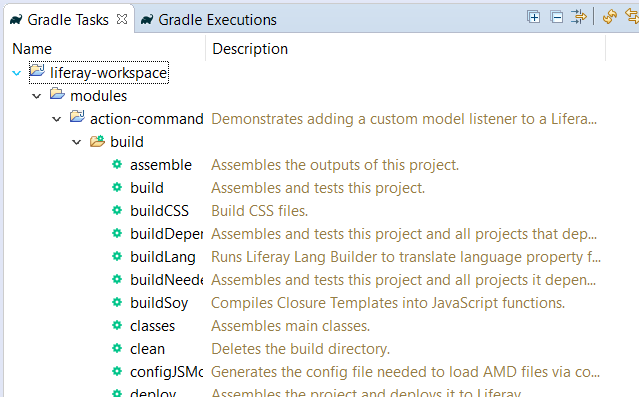 Gradle Tasks Gradle Executions
Name Description
liferay-workspace
modules
action-command Demonstrates adding a custom model listener to a Lifera...
build
assemble Assembles the outputs of this project.
build Assembles and tests this project.
buildCSS Build CSS files.
buildDeper Assembles and tests this project and all projects that dep...
buildLang Runs Liferay Lang Builder to translate language property f...
buildNeede Assembles and tests this project and all projects it depen...
buildSoy Compiles Closure Templates into JavaScript functions.
classes Assembles main classes.
clean Deletes the build directory.
configJSMo Generates the config file needed to load AMD files via co...
deploy Assembles the project and deploys it to Liferay.